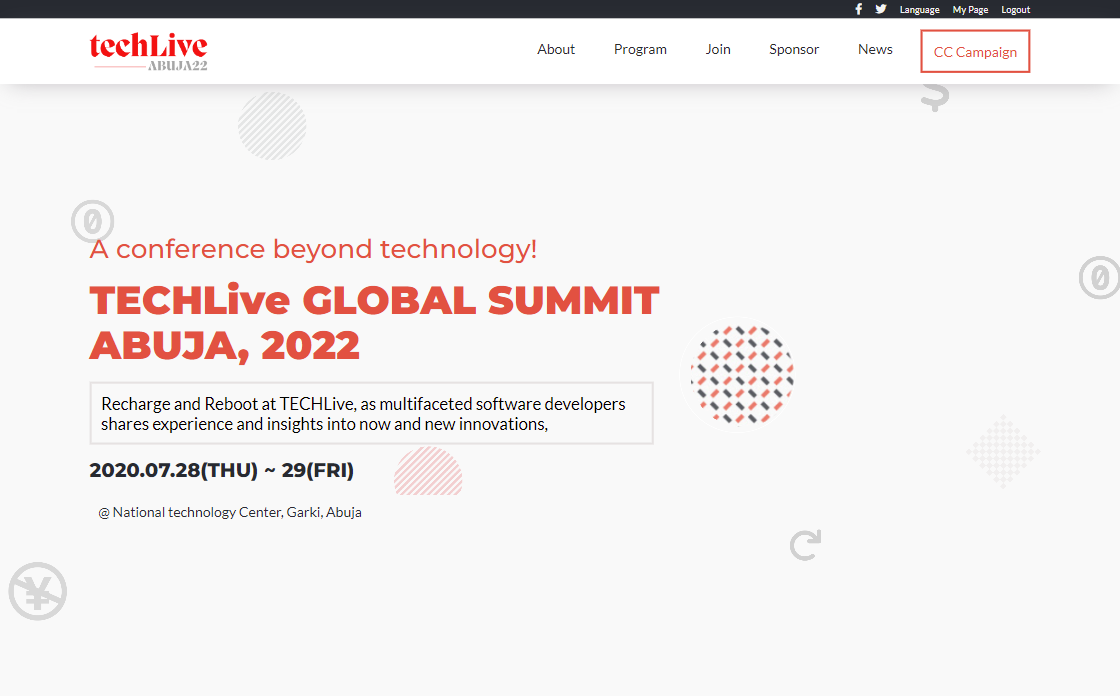 Language My Page Logout
techLive
ABUJA22
About Program Join Sponsor News CC Campaign
A conference beyond technology!
TECHLive GLOBAL SUMMIT
ABUJA, 2022
Recharge and Reboot at TECHLive, as multifaceted software developers
shares experience and insights into now and new innovations,
2020.07.28(THU) ~ 29(FRI)
@ National technology Center, Garki, Abuja